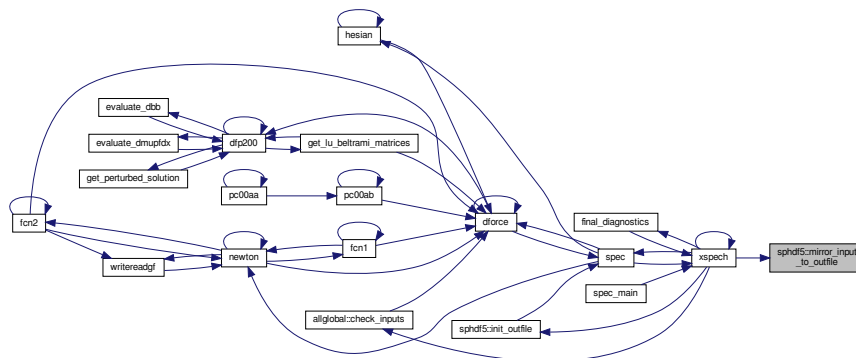 hesian
evaluate_dbb
evaluate_dmupfdx
dfp200
get_lu_beltrami_matrices
get_perturbed_solution
pc00aa
pc00ab
fcn2
dforce
final_diagnostics
fcn1
newton
spec
xspech
sphdf5::mirror_input
_to_outfile
writereadgf
spec_main
allglobal::check_inputs
sphdf5::init_outfile